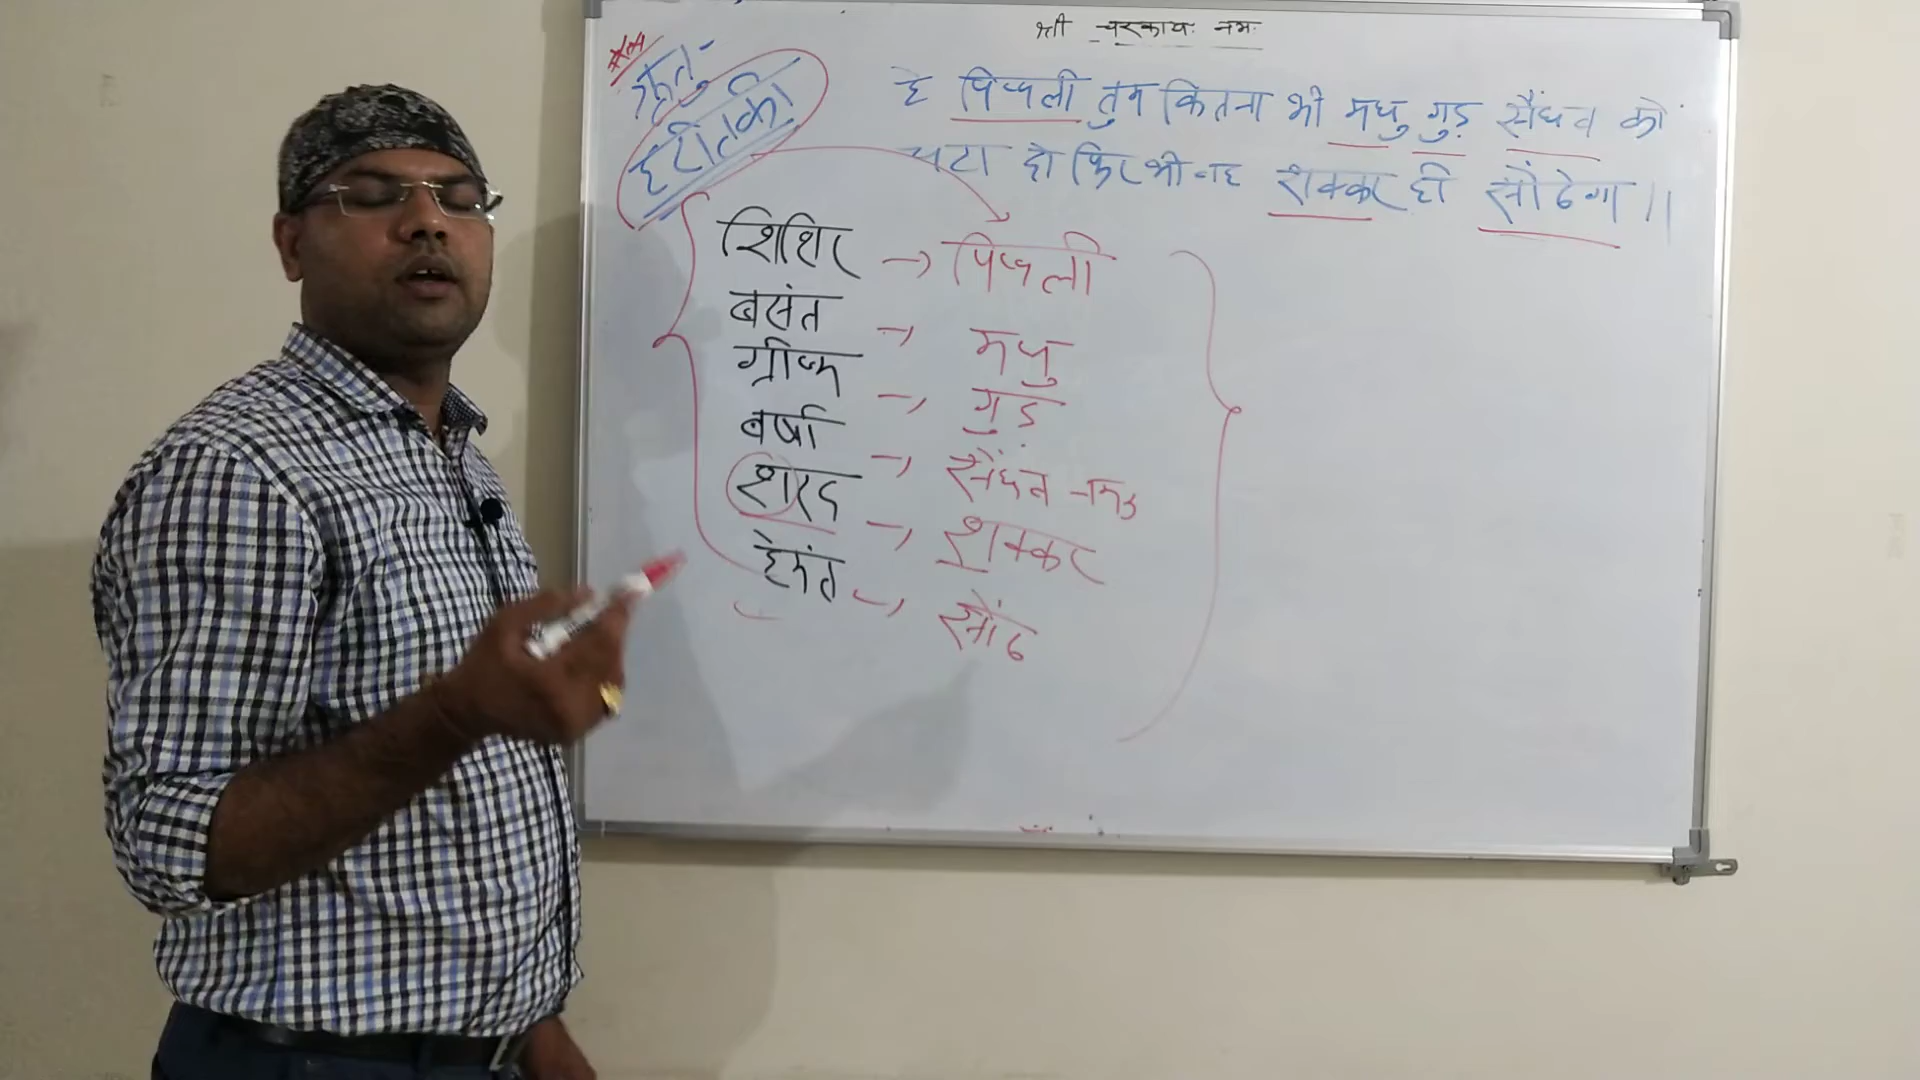 श्री चरकाय: नमः
ऋतु-
हरीतकी
हे पिप्पली तुम कितना भी मधु गुड़ सैंधव को
चटा दो फिर भी वह शक्कर ही सोंठेगा ||
शिशिर → पिप्पली
बसंत → मधु
ग्रीष्म → गुड़
बर्षा → सैंधव नमक
शरद → शक्कर
हेमंत → सोंठ